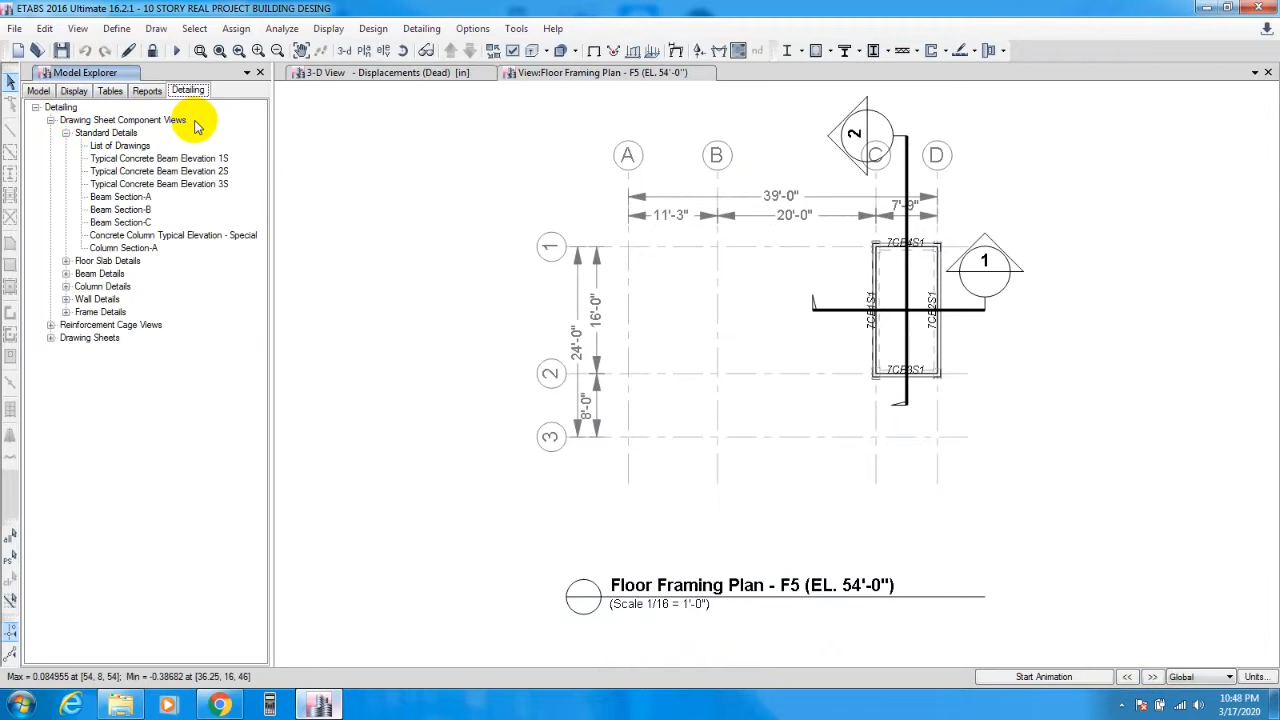 ETABS 2016 Ultimate 16.2.1 - 10 STORY REAL PROJECT BUILDING DESING
File Edit View Define Draw Select Assign Analyze Display Design Detailing Options Tools Help
3-d nd
Model Explorer
3-D View - Displacements (Dead) [in]
View:Floor Framing Plan - F5 (EL. 54'-0")
Model Display Tables Reports Detailing
Detailing
Drawing Sheet Component Views
Standard Details
List of Drawings
Typical Concrete Beam Elevation 1S
Typical Concrete Beam Elevation 2S
Typical Concrete Beam Elevation 3S
Beam Section-A
Beam Section-B
Beam Section-C
Concrete Column Typical Elevation - Special
Column Section-A
Floor Slab Details
Beam Details
Column Details
Wall Details
Frame Details
Reinforcement Cage Views
Drawing Sheets
2
A B C D
39'-0"
11'-3" 20'-0" 7'-9"
1
7CB4S1
1
16'-0"
24'-0"
7CB1S1
7CB2S1
2
7CB3S1
8'-0"
3
Floor Framing Plan - F5 (EL. 54'-0")
(Scale 1/16 = 1'-0")
Max = 0.084955 at [54, 8, 54]; Min = -0.38682 at [36.25, 16, 46]
Start Animation << >> Global Units...
10:48 PM
3/17/2020